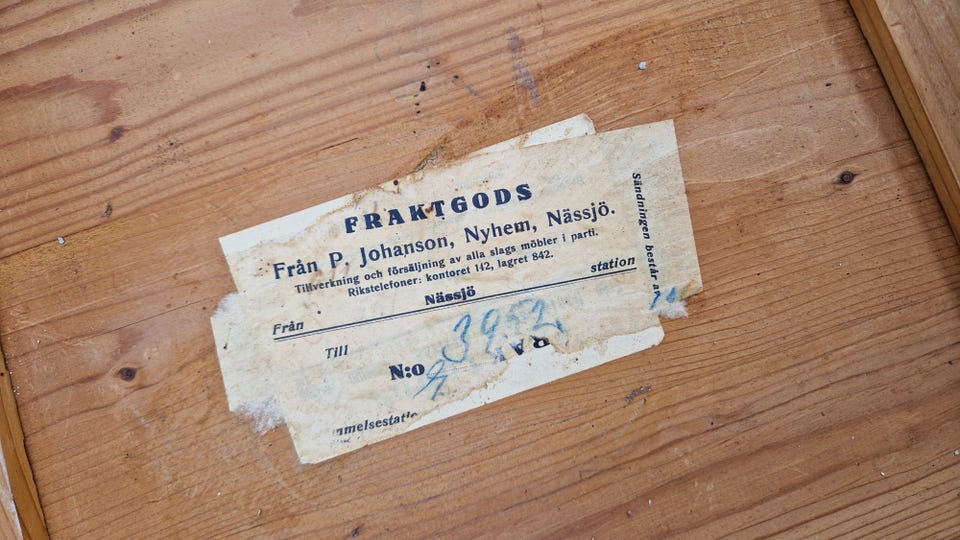 FRAKTGODS
Från P. Johanson, Nyhem, Nässjö.
Tillverkning och försäljning av alla slags möbler i parti.
Rikstelefoner: kontoret 142, lagret 842.
Från Nässjö station
Till
N:o 3952
mmelsestatio
Sändningen består av